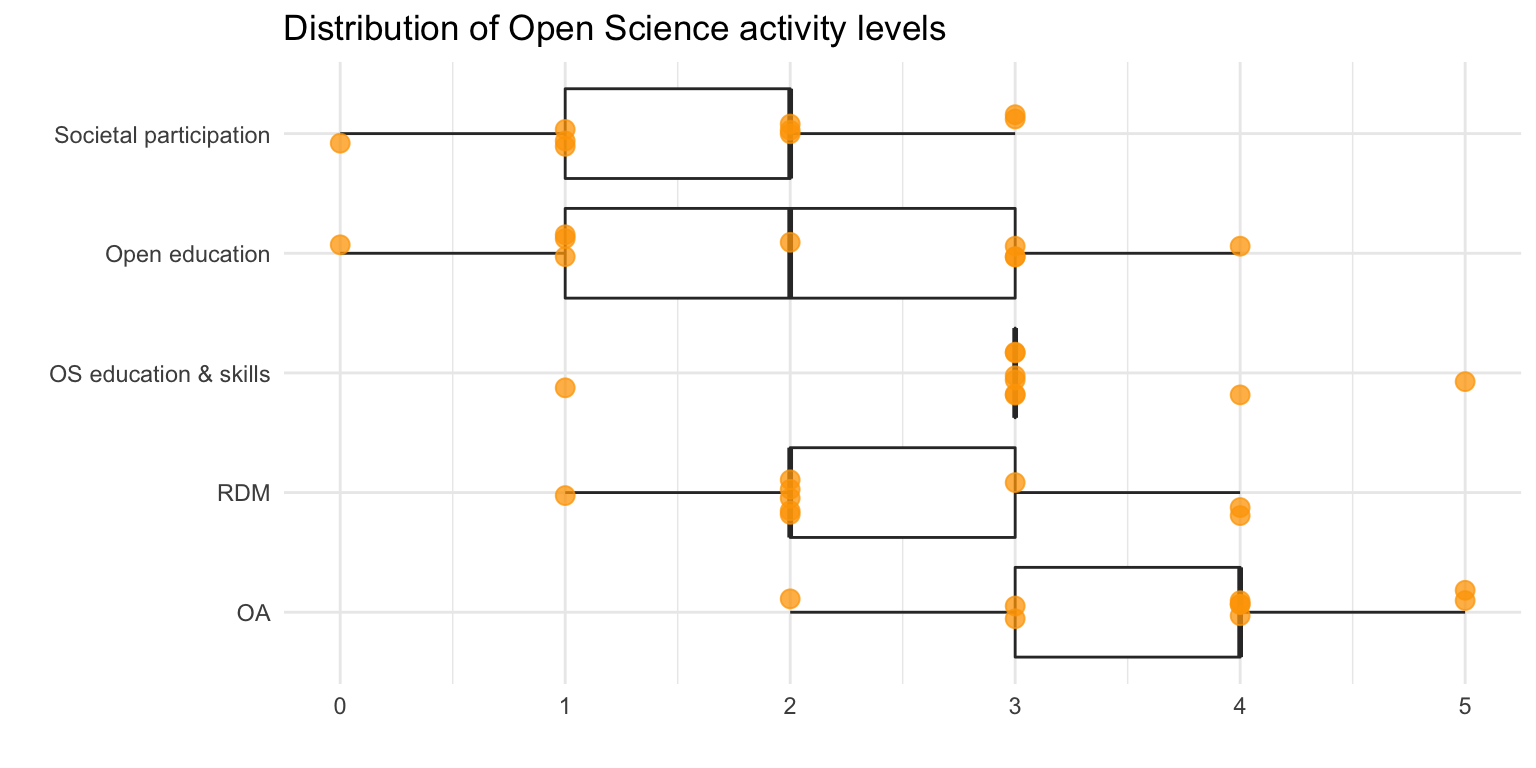 Distribution of Open Science activity levels
Societal participation
Open education
OS education & skills
RDM
OA
0 1 2 3 4 5